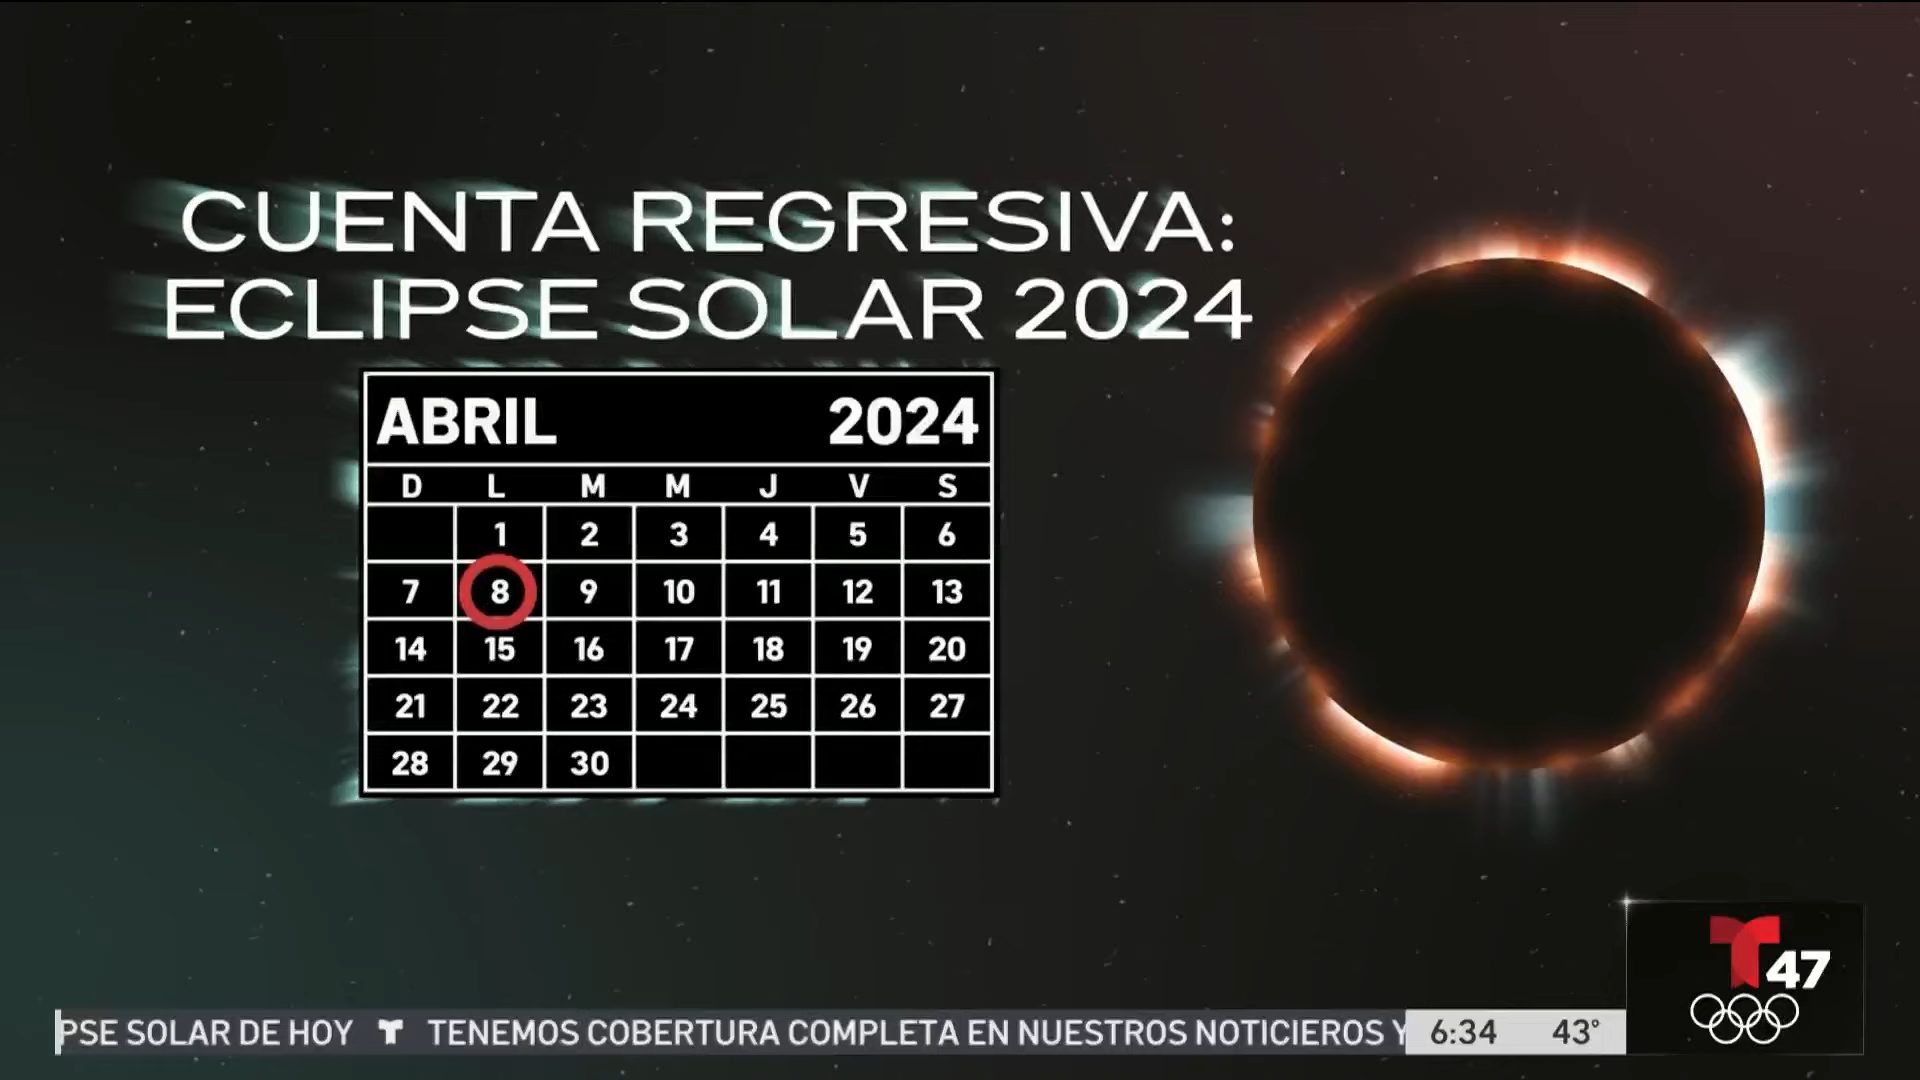 CUENTA REGRESIVA:
ECLIPSE SOLAR 2024
ABRIL 2024
D L M M J V S
1 2 3 4 5 6
7 8 9 10 11 12 13
14 15 16 17 18 19 20
21 22 23 24 25 26 27
28 29 30
47
PSE SOLAR DE HOY T TENEMOS COBERTURA COMPLETA EN NUESTROS NOTICIEROS Y 6:34 43°